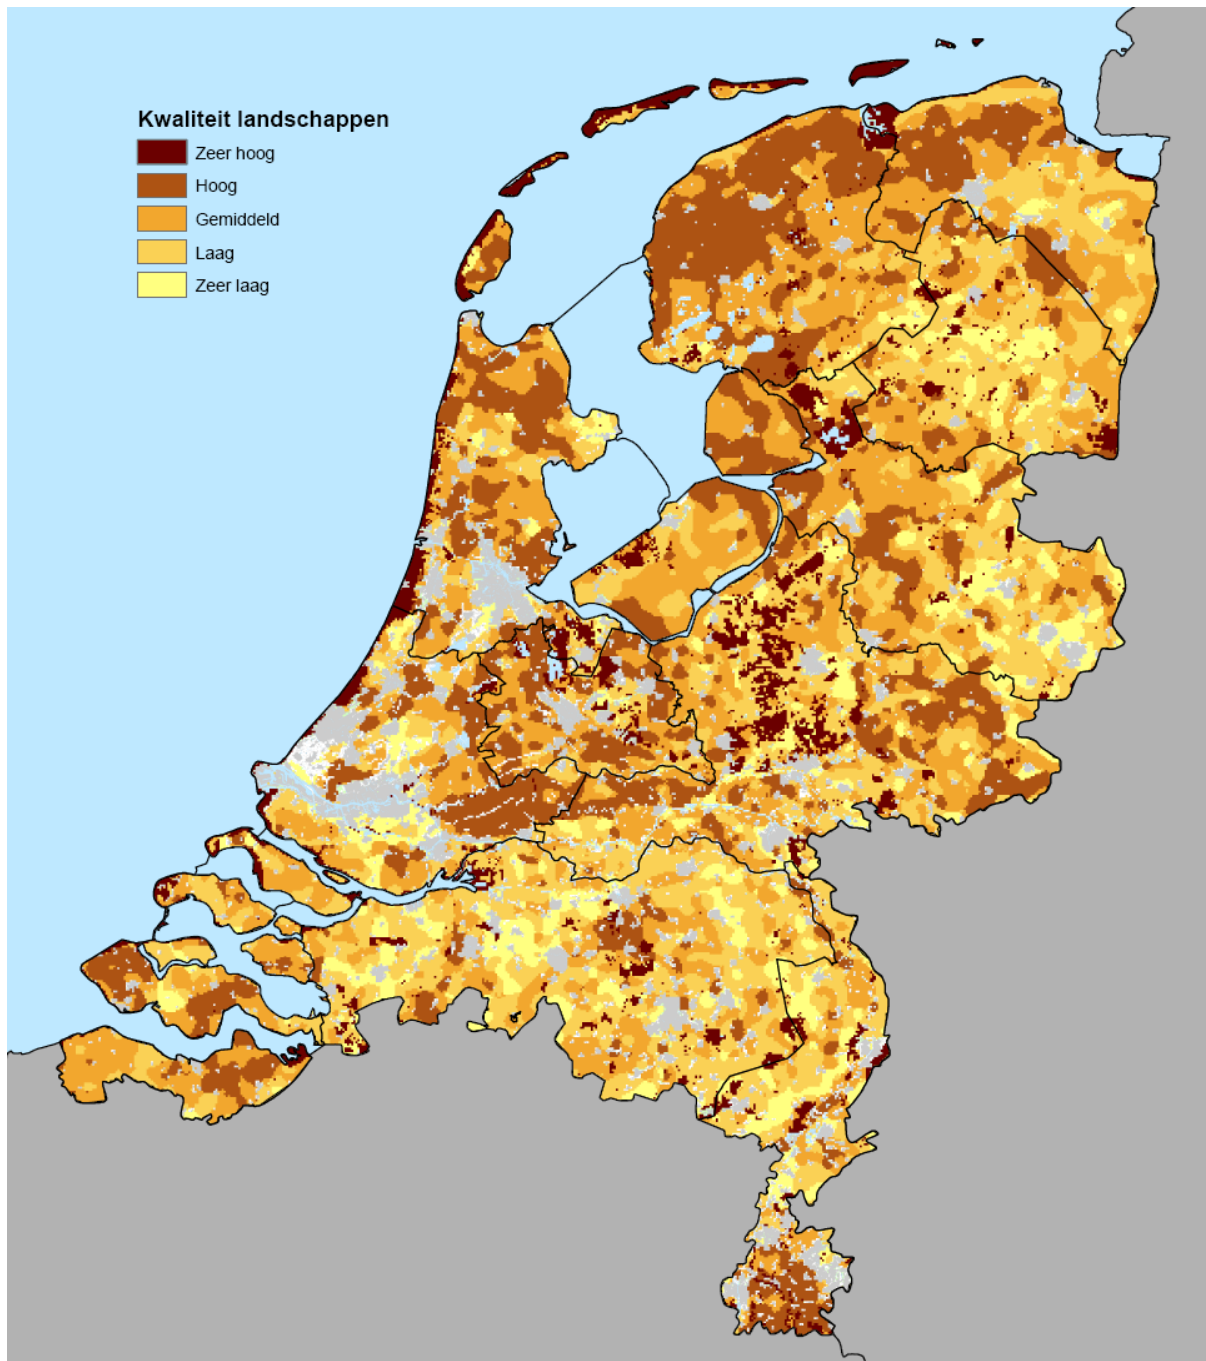 Kwaliteit landschappen
Zeer hoog
Hoog
Gemiddeld
Laag
Zeer laag